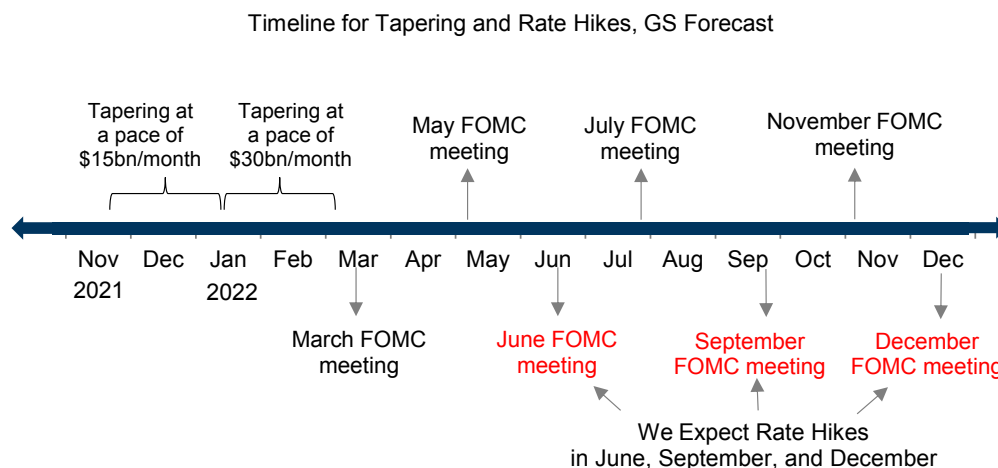 Timeline for Tapering and Rate Hikes, GS Forecast
Tapering at
a pace of
$15bn/month
Tapering at
a pace of
$30bn/month
May FOMC
meeting
July FOMC
meeting
November FOMC
meeting
Nov Dec Jan Feb Mar Apr May Jun Jul Aug Sep Oct Nov Dec
2021 2022
March FOMC
meeting
June FOMC
meeting
September
FOMC meeting
December
FOMC meeting
We Expect Rate Hikes
in June, September, and December